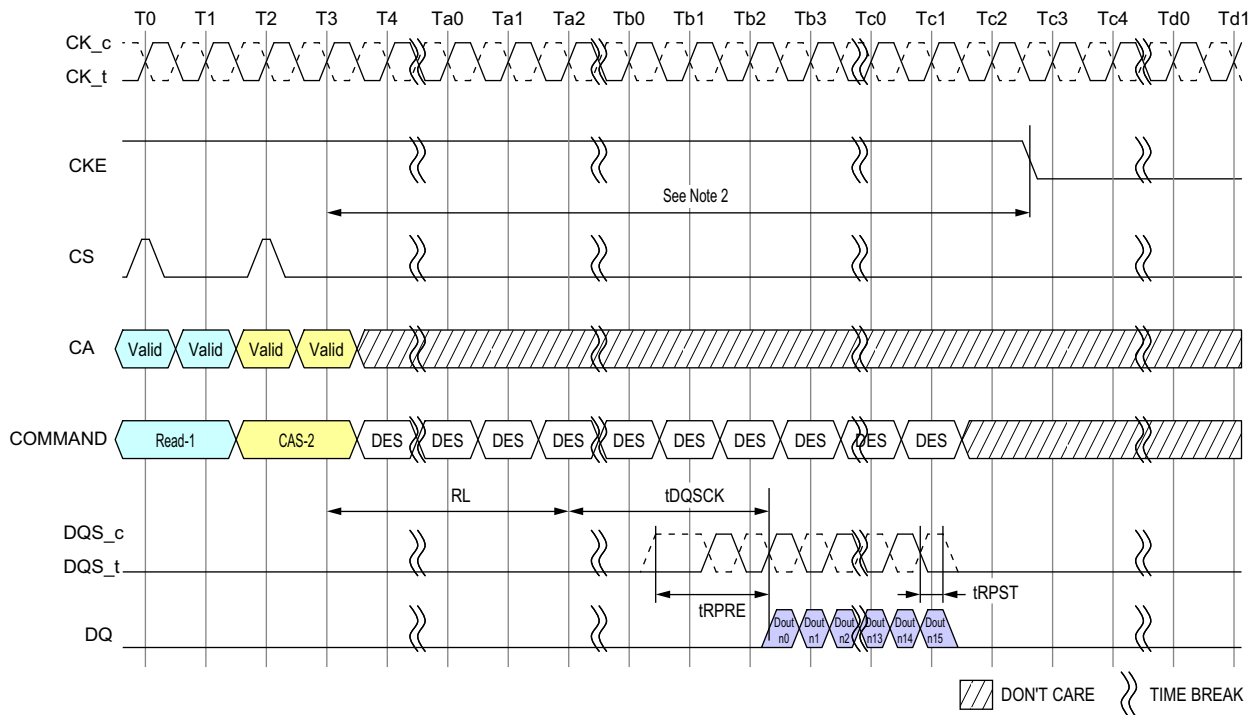 T0 T1 T2 T3 T4 Ta0 Ta1 Ta2 Tb0 Tb1 Tb2 Tb3 Tc0 Tc1 Tc2 Tc3 Tc4 Td0 Td1
CK_c
CK_t
CKE
See Note 2
CS
CA Valid Valid Valid Valid
COMMAND Read-1 CAS-2 DES DES DES DES DES DES DES DES DES DES
RL tDQSCK
DQS_c
DQS_t
tRPRE tRPST
DQ Dout n0 Dout n1 Dout n2 Dout n13 Dout n14 Dout n15
DON'T CARE TIME BREAK